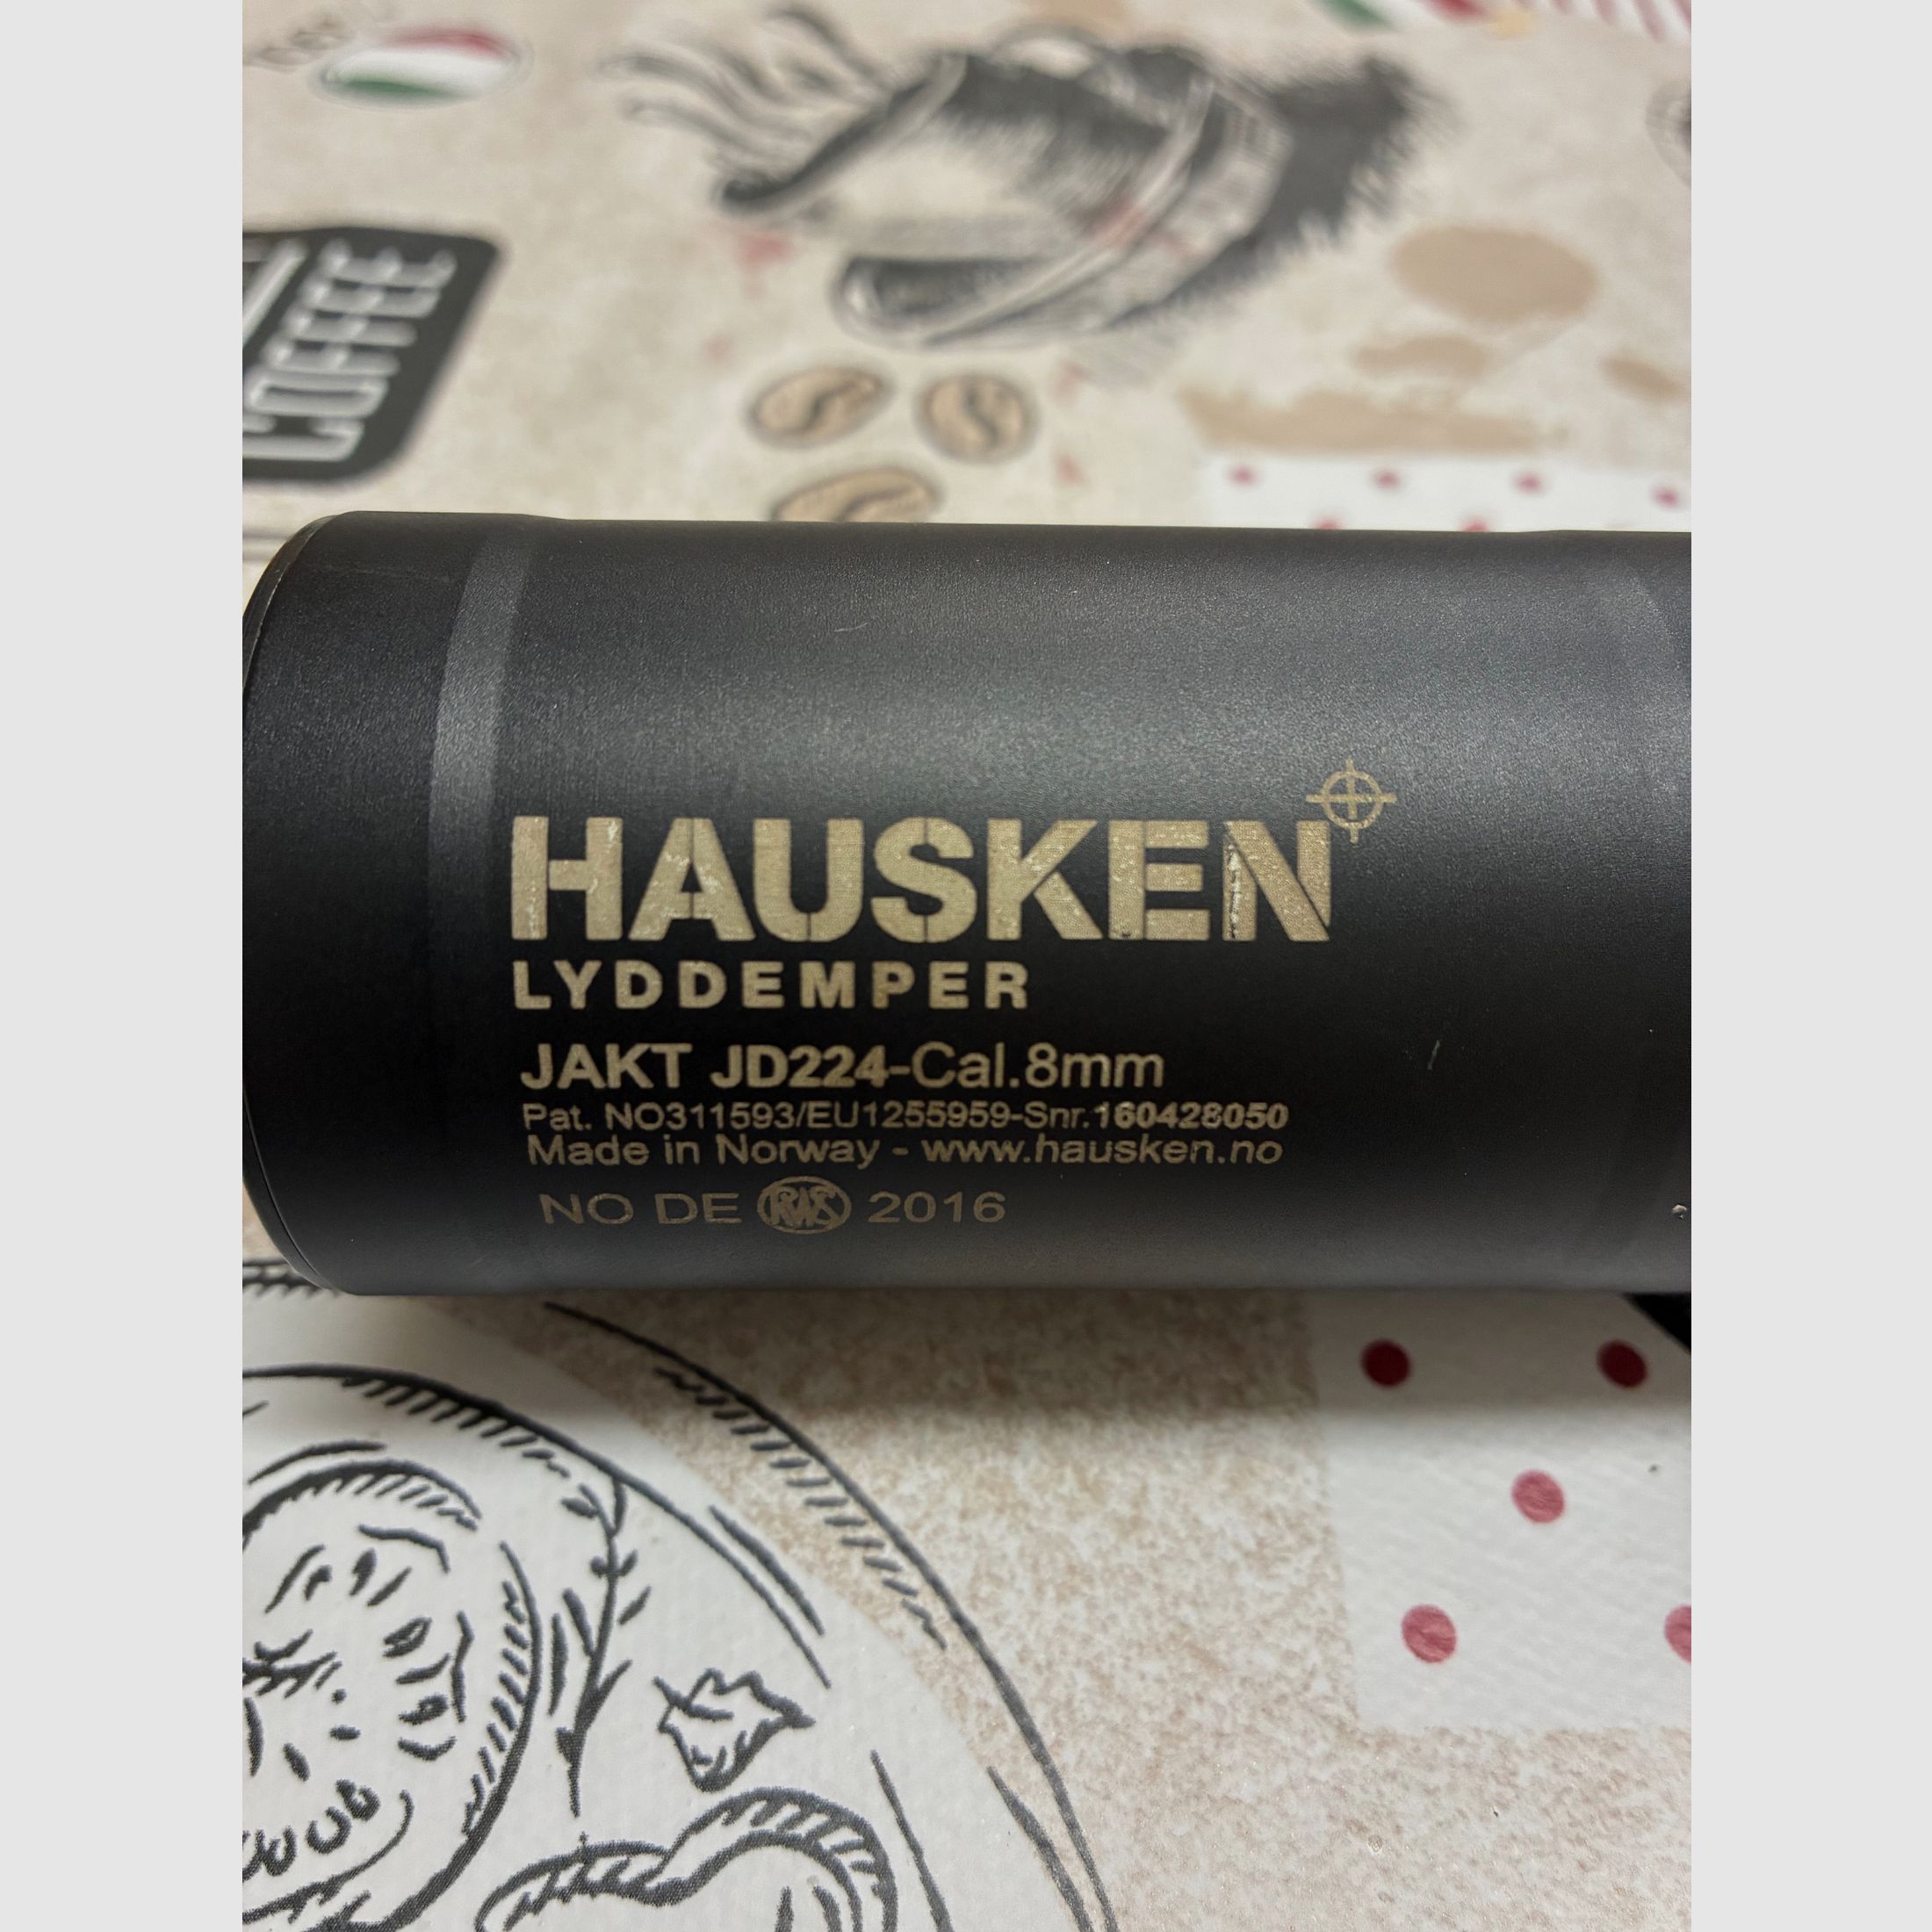 COFFEE
HAUSKEN
LYDDEMPER
JAKT JD224-Cal.8mm
Pat. NO311593/EU1255959-Snr.160428050
Made in Norway - www.hausken.no
NO DE RWS 2016